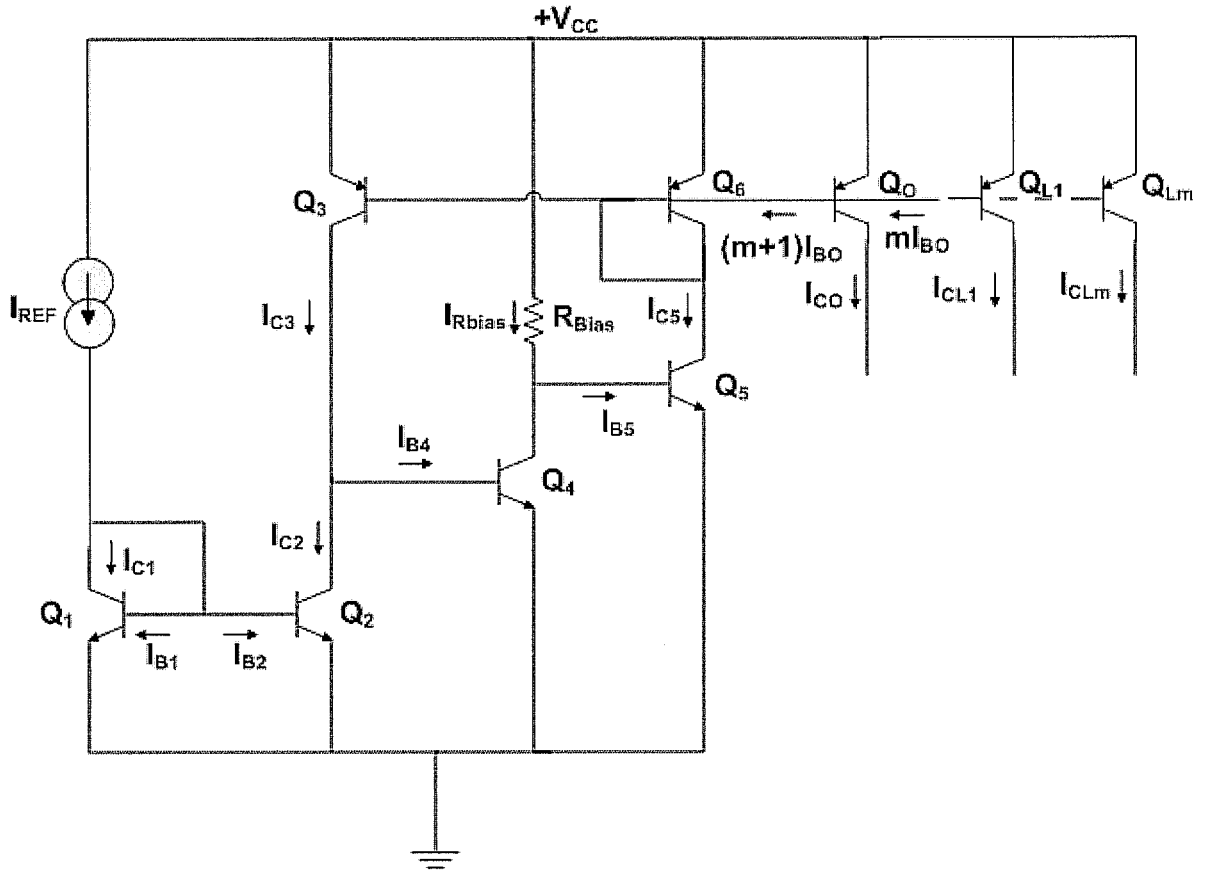 +VCC
Q3
Q6
QO
QL1
QLm
(m+1)IBO
mIBO
IREF
IC3
IRbias
RBias
IC5
ICO
ICL1
ICLm
Q5
IB5
IB4
Q4
IC1
IC2
Q1
Q2
IB1
IB2